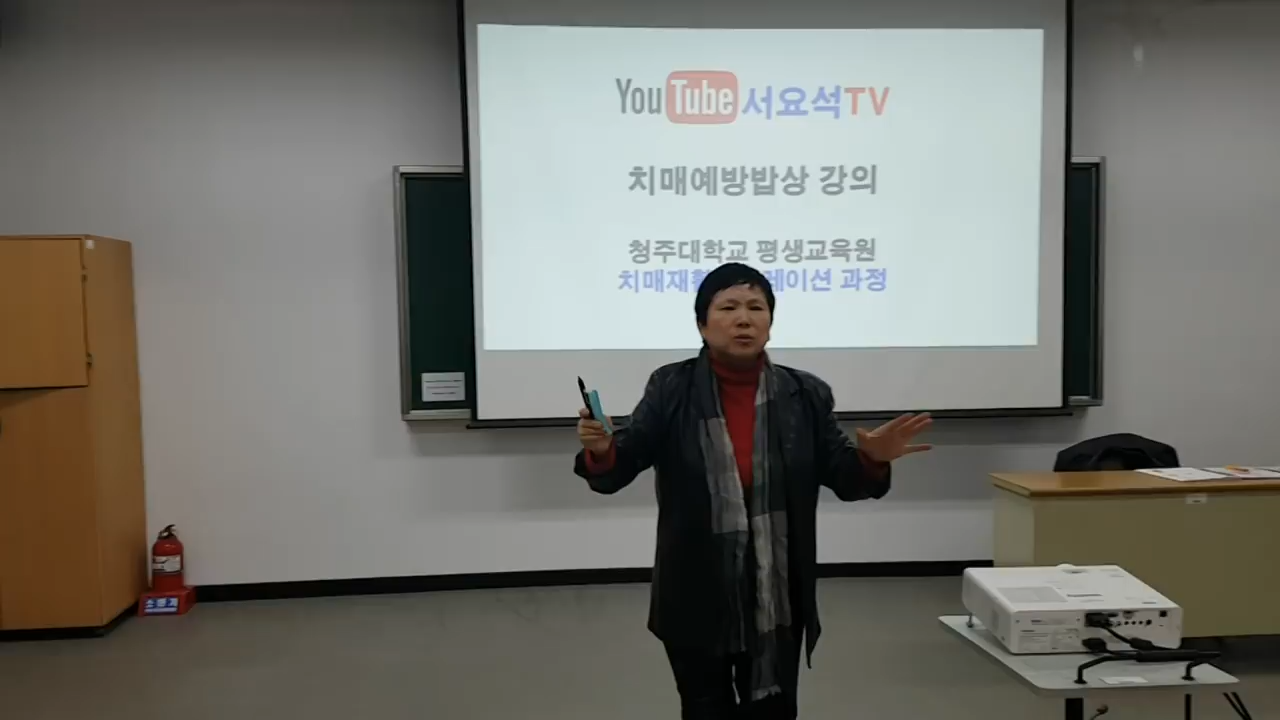 YouTube서요석TV
치매예방밥상 강의
청주대학교 평생교육원
치매재 레이션 과정
소화기